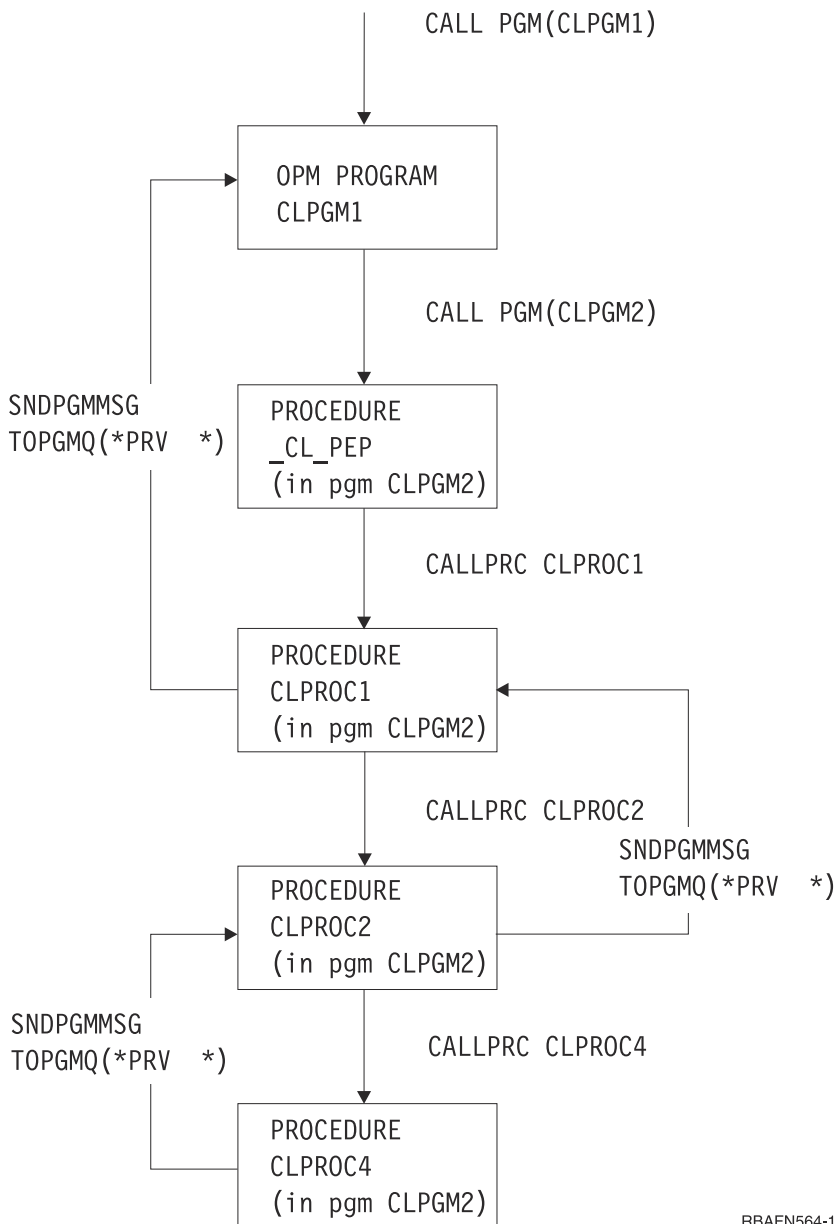 CALL PGM(CLPGM1)
OPM PROGRAM
CLPGM1
CALL PGM(CLPGM2)
SNDPGMMSG
TOPGMQ(*PRV *)
PROCEDURE
_CL_PEP
(in pgm CLPGM2)
CALLPRC CLPROC1
PROCEDURE
CLPROC1
(in pgm CLPGM2)
CALLPRC CLPROC2
SNDPGMMSG
TOPGMQ(*PRV *)
PROCEDURE
CLPROC2
(in pgm CLPGM2)
SNDPGMMSG
TOPGMQ(*PRV *)
CALLPRC CLPROC4
PROCEDURE
CLPROC4
(in pgm CLPGM2)
RBAFN564-1